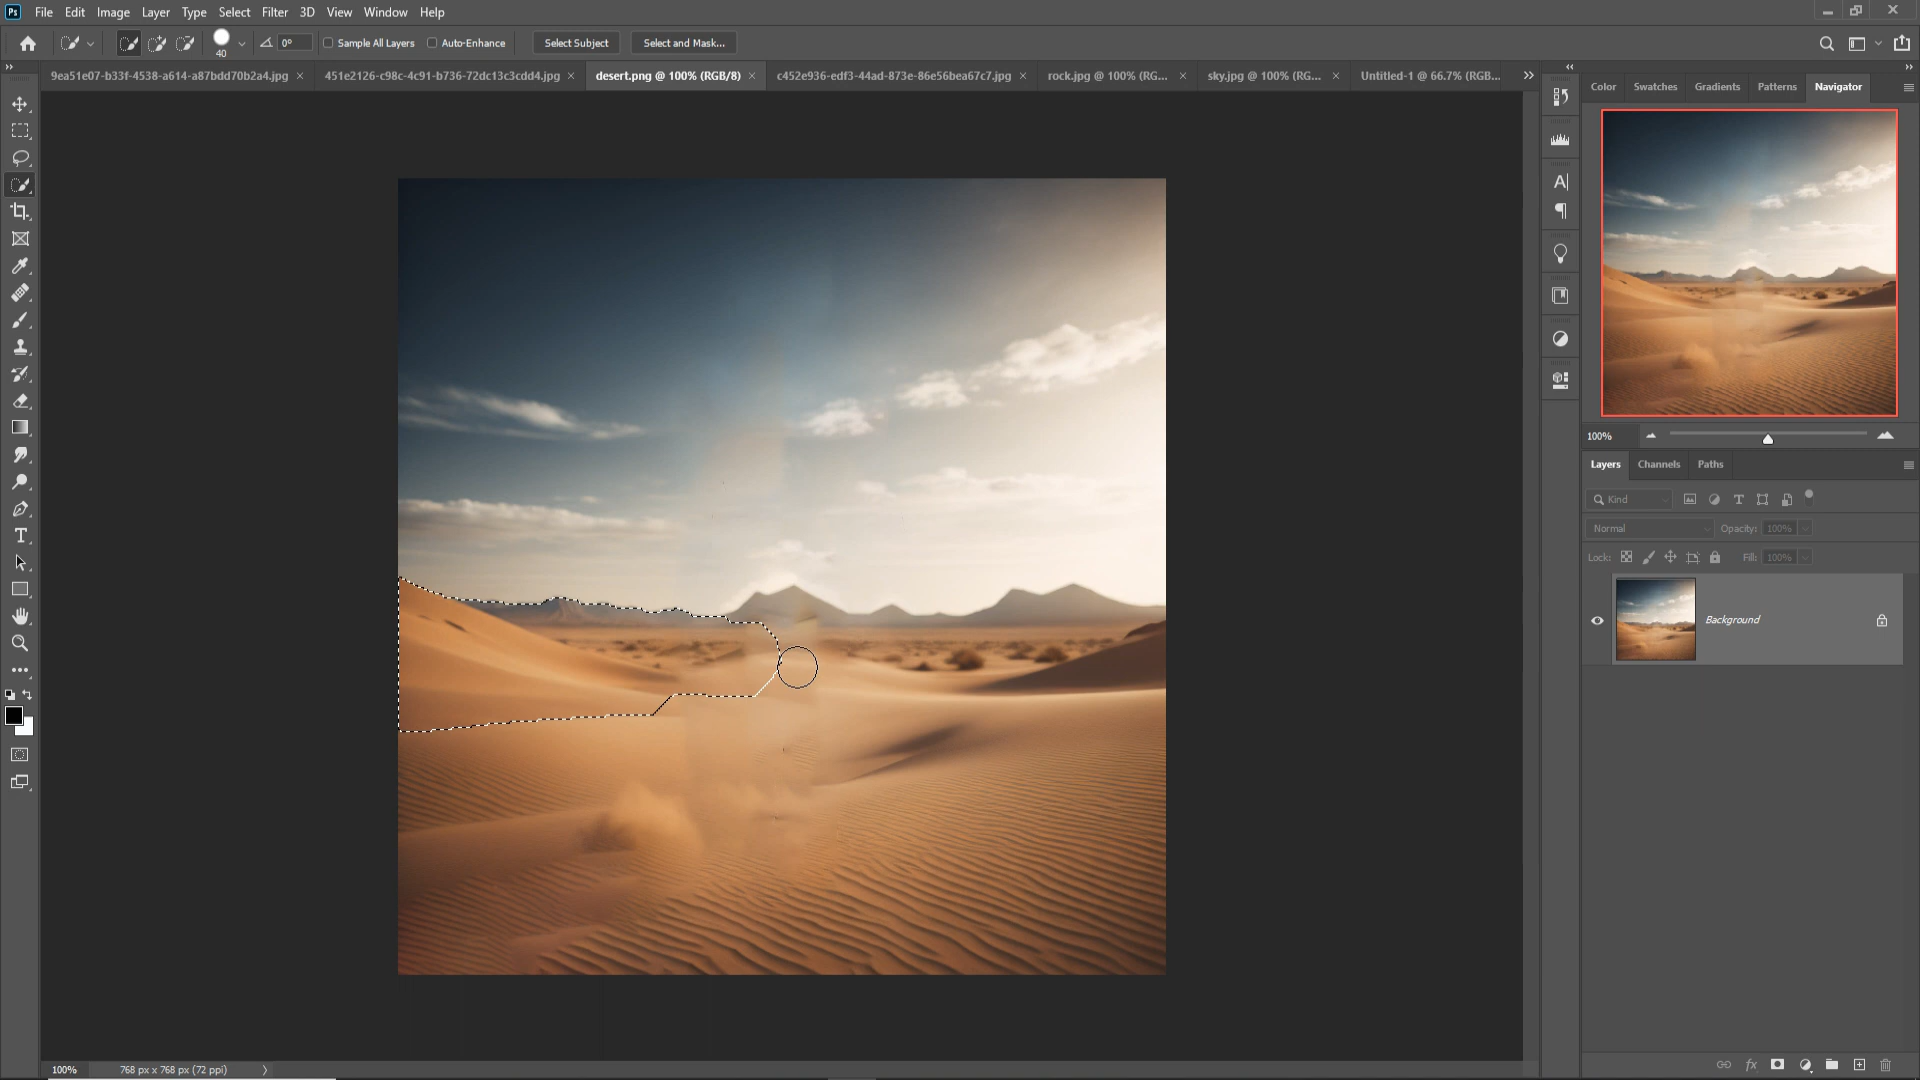 Ps File Edit Image Layer Type Select Filter 3D View Window Help
40 0° Sample All Layers Auto-Enhance Select Subject Select and Mask...
9ea51e07-b33f-4538-a614-a87bdd70b2a4.jpg 451e2126-c98c-4c91-b736-72dc13c3cdd4.jpg desert.png @ 100% (RGB/8) c452e936-edf3-44ad-873e-86e56bea67c7.jpg rock.jpg @ 100% (RG... sky.jpg @ 100% (RG... Untitled-1 @ 66.7% (RGB...
Color Swatches Gradients Patterns Navigator
100%
Layers Channels Paths
Kind
Normal Opacity: 100%
Lock: Fill: 100%
Background
fx
100% 768 px x 768 px (72 ppi)